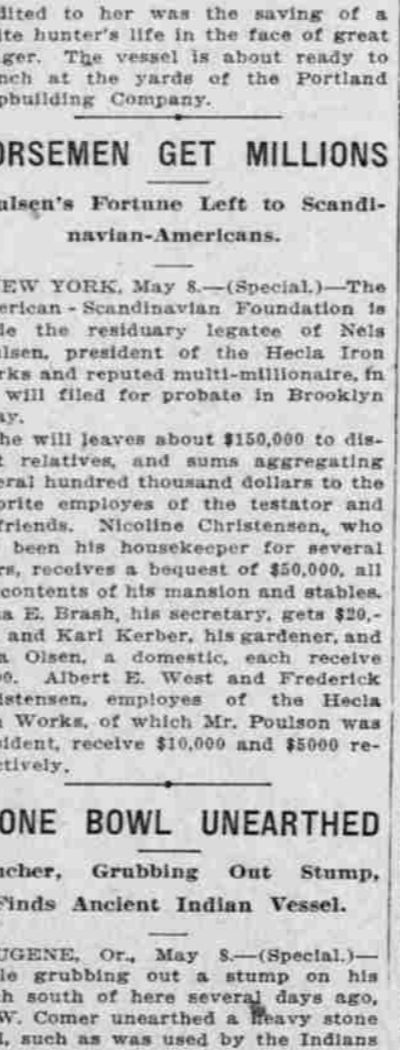 dited to her was the saving of a
ite hunter's life in the face of great
ger. The vessel is about ready to
nch at the yards of the Portland
pbuilding Company.
ORSEMEN GET MILLIONS
ulsen's Fortune Left to Scandi-
navian-Americans.
EW YORK, May 8.—(Special.)—The
erican-Scandinavian Foundation is
de the residuary legatee of Nels
ulsen, president of the Hecla Iron
rks and reputed multi-millionaire, in
will filed for probate in Brooklyn
ay.
he will leaves about $150,000 to dis-
t relatives, and sums aggregating
eral hundred thousand dollars to the
orite employes of the testator and
friends. Nicoline Christensen, who
been his housekeeper for several
rs, receives a bequest of $50,000, all
contents of his mansion and stables.
a E. Brash, his secretary, gets $20,-
and Karl Kerber, his gardener, and
a Olsen, a domestic, each receive
00. Albert E. West and Frederick
istensen, employes of the Hecla
n Works, of which Mr. Poulson was
sident, receive $10,000 and $5000 re-
ctively.
ONE BOWL UNEARTHED
ncher, Grubbing Out Stump,
Finds Ancient Indian Vessel.
UGENE, Or., May 8.—(Special.)—
le grubbing out a stump on his
ch south of here several days ago,
W. Comer unearthed a heavy stone
l, such as was used by the Indians